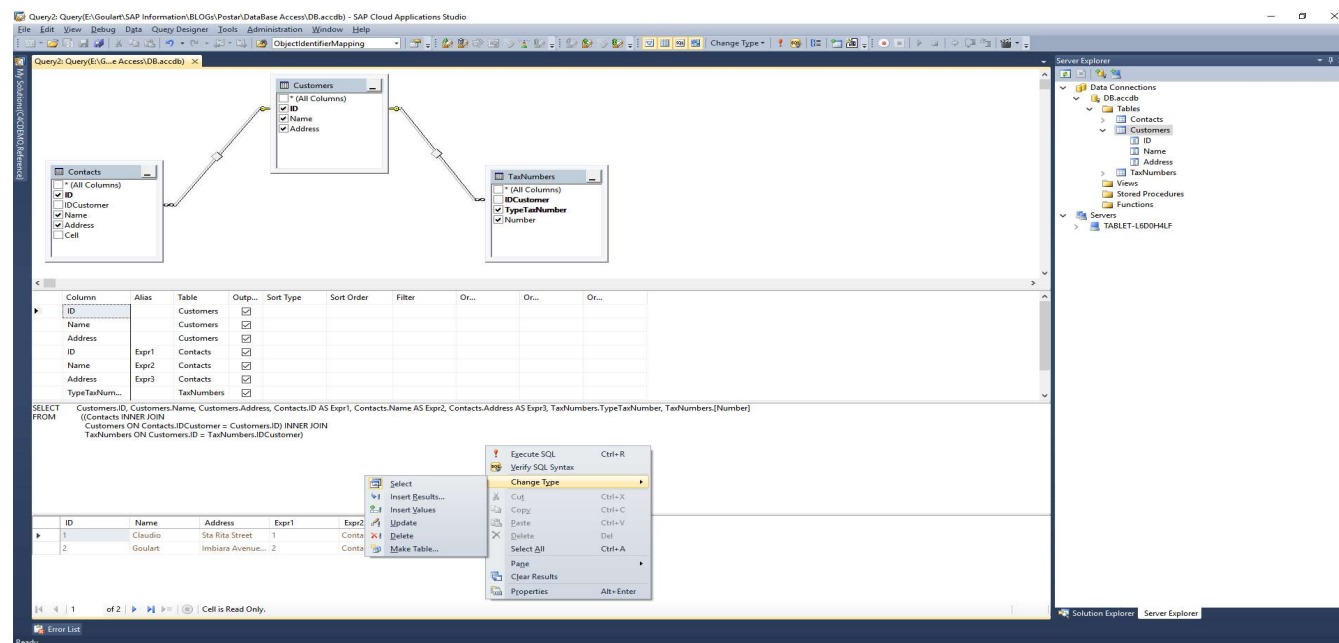 Query2: Query(E:\Goulart\SAP Information\BLOGs\Postar\DataBase Access\DB.accdb) - SAP Cloud Applications Studio
File Edit View Debug Data Query Designer Tools Administration Window Help
ObjectIdentifierMapping
Change Type
Query2: Query(E:\G...e Access\DB.accdb)
My Solutions(C4CDEMO,Reference)
Customers
* (All Columns)
ID
Name
Address
Contacts
* (All Columns)
ID
IDCustomer
Name
Address
Cell
TaxNumbers
* (All Columns)
IDCustomer
TypeTaxNumber
Number
Column Alias Table Outp... Sort Type Sort Order Filter Or... Or... Or...
ID Customers
Name Customers
Address Customers
ID Expr1 Contacts
Name Expr2 Contacts
Address Expr3 Contacts
TypeTaxNum... TaxNumbers
SELECT Customers.ID, Customers.Name, Customers.Address, Contacts.ID AS Expr1, Contacts.Name AS Expr2, Contacts.Address AS Expr3, TaxNumbers.TypeTaxNumber, TaxNumbers.[Number]
FROM ((Contacts INNER JOIN
Customers ON Contacts.IDCustomer = Customers.ID) INNER JOIN
TaxNumbers ON Customers.ID = TaxNumbers.IDCustomer)
Execute SQL Ctrl+R
Verify SQL Syntax
Change Type
Cut Ctrl+X
Copy Ctrl+C
Paste Ctrl+V
Delete Del
Select All Ctrl+A
Pane
Clear Results
Properties Alt+Enter
Select
Insert Results...
Insert Values
Update
Delete
Make Table...
ID Name Address Expr1 Expr2
1 Claudio Sta Rita Street 1 Conta
2 Goulart Imbiara Avenue... 2 Conta
1 of 2 Cell is Read Only.
Error List
Ready
Server Explorer
Data Connections
DB.accdb
Tables
Contacts
Customers
ID
Name
Address
TaxNumbers
Views
Stored Procedures
Functions
Servers
TABLET-L6D0H4LF
Solution Explorer Server Explorer